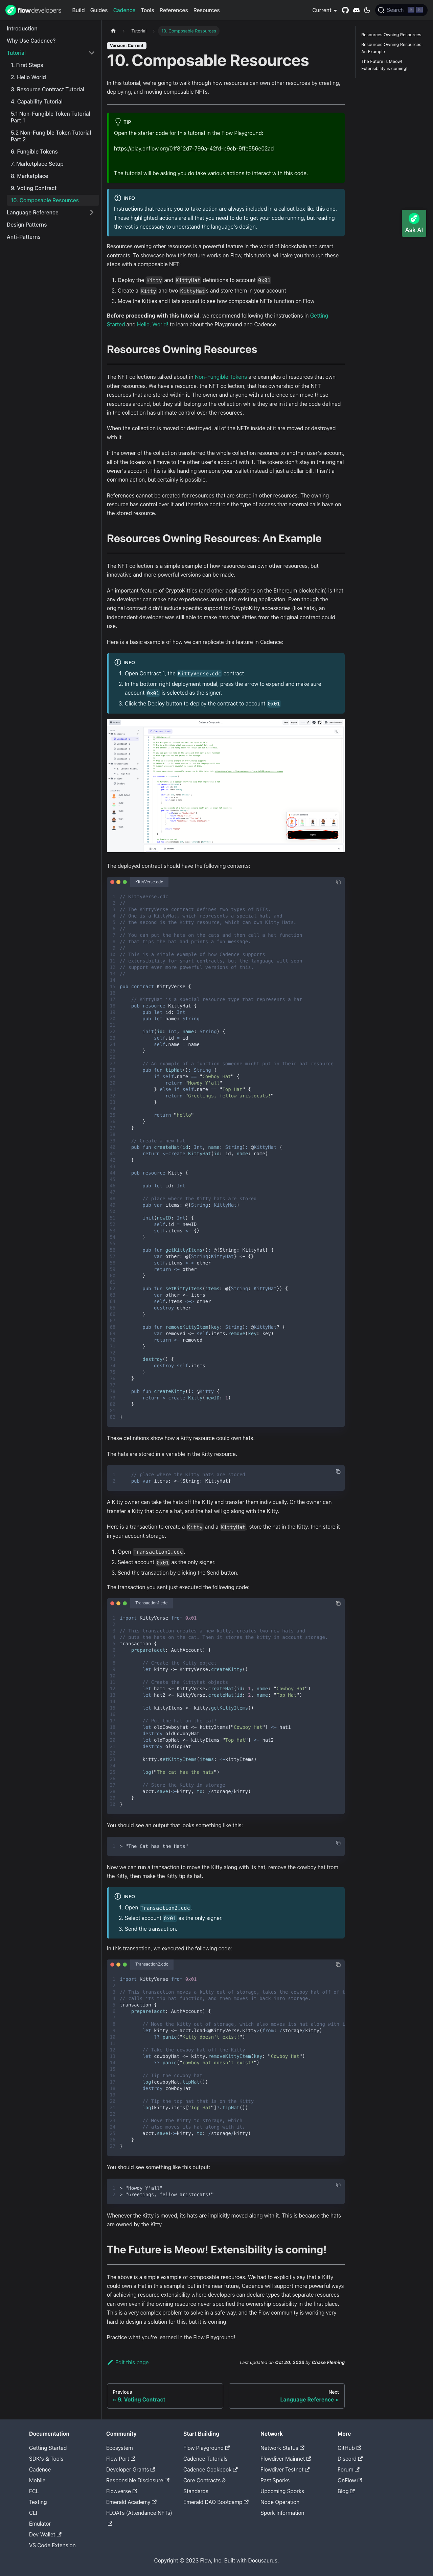 flowdevelopers Build Guides Cadence Tools References Resources Current Search
Introduction
Why Use Cadence?
Tutorial
1. First Steps
2. Hello World
3. Resource Contract Tutorial
4. Capability Tutorial
5.1 Non-Fungible Token Tutorial
Part 1
5.2 Non-Fungible Token Tutorial
Part 2
6. Fungible Tokens
7. Marketplace Setup
8. Marketplace
9. Voting Contract
10. Composable Resources
Language Reference
Design Patterns
Anti-Patterns
Tutorial 10. Composable Resources
Version: Current
10. Composable Resources
In this tutorial, we're going to walk through how resources can own other resources by creating,
deploying, and moving composable NFTs.
TIP
Open the starter code for this tutorial in the Flow Playground:
https://play.onflow.org/011812d7-799a-42fd-b9cb-9f1e556e02ad
The tutorial will be asking you to take various actions to interact with this code.
INFO
Instructions that require you to take action are always included in a callout box like this one.
These highlighted actions are all that you need to do to get your code running, but reading
the rest is necessary to understand the language's design.
Resources owning other resources is a powerful feature in the world of blockchain and smart
contracts. To showcase how this feature works on Flow, this tutorial will take you through these
steps with a composable NFT:
1. Deploy the Kitty and KittyHat definitions to account 0x01
2. Create a Kitty and two KittyHat s and store them in your account
3. Move the Kitties and Hats around to see how composable NFTs function on Flow
Before proceeding with this tutorial, we recommend following the instructions in Getting
Started and Hello, World! to learn about the Playground and Cadence.
Resources Owning Resources
The NFT collections talked about in Non-Fungible Tokens are examples of resources that own
other resources. We have a resource, the NFT collection, that has ownership of the NFT
resources that are stored within it. The owner and anyone with a reference can move these
resources around, but they still belong to the collection while they are in it and the code defined
in the collection has ultimate control over the resources.
When the collection is moved or destroyed, all of the NFTs inside of it are moved or destroyed
with it.
If the owner of the collection transferred the whole collection resource to another user's account,
all of the tokens will move to the other user's account with it. The tokens don't stay in the original
owner's account. This is like handing someone your wallet instead of just a dollar bill. It isn't a
common action, but certainly is possible.
References cannot be created for resources that are stored in other resources. The owning
resource has control over it and therefore controls the type of access that external calls have on
the stored resource.
Resources Owning Resources: An Example
The NFT collection is a simple example of how resources can own other resources, but
innovative and more powerful versions can be made.
An important feature of CryptoKitties (and other applications on the Ethereum blockchain) is that
any developer can make new experiences around the existing application. Even though the
original contract didn't include specific support for CryptoKitty accessories (like hats), an
independent developer was still able to make hats that Kitties from the original contract could
use.
Here is a basic example of how we can replicate this feature in Cadence:
INFO
1. Open Contract 1, the KittyVerse.cdc contract
2. In the bottom right deployment modal, press the arrow to expand and make sure
account 0x01 is selected as the signer.
3. Click the Deploy button to deploy the contract to account 0x01
The deployed contract should have the following contents:
KittyVerse.cdc
// KittyVerse.cdc
//
// The KittyVerse contract defines two types of NFTs.
// One is a KittyHat, which represents a special hat, and
// the second is the Kitty resource, which can own Kitty Hats.
//
// You can put the hats on the cats and then call a hat function
// that tips the hat and prints a fun message.
//
// This is a simple example of how Cadence supports
// extensibility for smart contracts, but the language will soon
// support even more powerful versions of this.
//
pub contract KittyVerse {
// KittyHat is a special resource type that represents a hat
pub resource KittyHat {
pub let id: Int
pub let name: String
init(id: Int, name: String) {
self.id = id
self.name = name
}
// An example of a function someone might put in their hat resource
pub fun tipHat(): String {
if self.name == "Cowboy Hat" {
return "Howdy Y'all"
} else if self.name == "Top Hat" {
return "Greetings, fellow aristocats!"
}
return "Hello"
}
}
// Create a new hat
pub fun createHat(id: Int, name: String): @KittyHat {
return <-create KittyHat(id: id, name: name)
}
pub resource Kitty {
pub let id: Int
// place where the Kitty hats are stored
pub var items: @{String: KittyHat}
init(newID: Int) {
self.id = newID
self.items <- {}
}
pub fun getKittyItems(): @{String: KittyHat} {
var other: @{String:KittyHat} <- {}
self.items <-> other
return <- other
}
pub fun setKittyItems(items: @{String: KittyHat}) {
var other <- items
self.items <-> other
destroy other
}
pub fun removeKittyItem(key: String): @KittyHat? {
var removed <- self.items.remove(key: key)
return <- removed
}
destroy() {
destroy self.items
}
}
pub fun createKitty(): @Kitty {
return <-create Kitty(newID: 1)
}
}
These definitions show how a Kitty resource could own hats.
The hats are stored in a variable in the Kitty resource.
// place where the Kitty hats are stored
pub var items: <-{String: KittyHat}
A Kitty owner can take the hats off the Kitty and transfer them individually. Or the owner can
transfer a Kitty that owns a hat, and the hat will go along with the Kitty.
Here is a transaction to create a Kitty and a KittyHat , store the hat in the Kitty, then store it
in your account storage.
1. Open Transaction1.cdc .
2. Select account 0x01 as the only signer.
3. Send the transaction by clicking the Send button.
The transaction you sent just executed the following code:
Transaction1.cdc
import KittyVerse from 0x01
// This transaction creates a new kitty, creates two new hats and
// puts the hats on the cat. Then it stores the kitty in account storage.
transaction {
prepare(acct: AuthAccount) {
// Create the Kitty object
let kitty <- KittyVerse.createKitty()
// Create the KittyHat objects
let hat1 <- KittyVerse.createHat(id: 1, name: "Cowboy Hat")
let hat2 <- KittyVerse.createHat(id: 2, name: "Top Hat")
let kittyItems <- kitty.getKittyItems()
// Put the hat on the cat!
let oldCowboyHat <- kittyItems["Cowboy Hat"] <- hat1
destroy oldCowboyHat
let oldTopHat <- kittyItems["Top Hat"] <- hat2
destroy oldTopHat
kitty.setKittyItems(items: <-kittyItems)
log("The cat has the hats")
// Store the Kitty in storage
acct.save(<-kitty, to: /storage/kitty)
}
}
You should see an output that looks something like this:
> "The Cat has the Hats"
Now we can run a transaction to move the Kitty along with its hat, remove the cowboy hat from
the Kitty, then make the Kitty tip its hat.
INFO
1. Open Transaction2.cdc .
2. Select account 0x01 as the only signer.
3. Send the transaction.
In this transaction, we executed the following code:
Transaction2.cdc
import KittyVerse from 0x01
// This transaction moves a kitty out of storage, takes the cowboy hat off of t
// calls its tip hat function, and then moves it back into storage.
transaction {
prepare(acct: AuthAccount) {
// Move the Kitty out of storage, which also moves its hat along with i
let kitty <- acct.load<@KittyVerse.Kitty>(from: /storage/kitty)
?? panic("Kitty doesn't exist!")
// Take the cowboy hat off the Kitty
let cowboyHat <- kitty.removeKittyItem(key: "Cowboy Hat")
?? panic("cowboy hat doesn't exist!")
// Tip the cowboy hat
log(cowboyHat.tipHat())
destroy cowboyHat
// Tip the top hat that is on the Kitty
log(kitty.items["Top Hat"]?.tipHat())
// Move the Kitty to storage, which
// also moves its hat along with it.
acct.save(<-kitty, to: /storage/kitty)
}
}
You should see something like this output:
> "Howdy Y'all"
> "Greetings, fellow aristocats!"
Whenever the Kitty is moved, its hats are implicitly moved along with it. This is because the hats
are owned by the Kitty.
The Future is Meow! Extensibility is coming!
The above is a simple example of composable resources. We had to explicitly say that a Kitty
could own a Hat in this example, but in the near future, Cadence will support more powerful ways
of achieving resource extensibility where developers can declare types that separate resources
can own even if the owning resource never specified the ownership possibility in the first place.
This is a very complex problem to solve in a safe way, and the Flow community is working very
hard to design a solution for this, but it is coming.
Practice what you're learned in the Flow Playground!
Edit this page Last updated on Oct 20, 2023 by Chase Fleming
Previous
« 9. Voting Contract
Next
Language Reference »
Resources Owning Resources
Resources Owning Resources:
An Example
The Future is Meow!
Extensibility is coming!
Ask AI
Documentation
Getting Started
SDK's & Tools
Cadence
Mobile
FCL
Testing
CLI
Emulator
Dev Wallet
VS Code Extension
Community
Ecosystem
Flow Port
Developer Grants
Responsible Disclosure
Flowverse
Emerald Academy
FLOATs (Attendance NFTs)
Start Building
Flow Playground
Cadence Tutorials
Cadence Cookbook
Core Contracts &
Standards
Emerald DAO Bootcamp
Network
Network Status
Flowdiver Mainnet
Flowdiver Testnet
Past Sporks
Upcoming Sporks
Node Operation
Spork Information
More
GitHub
Discord
Forum
OnFlow
Blog
Copyright © 2023 Flow, Inc. Built with Docusaurus.